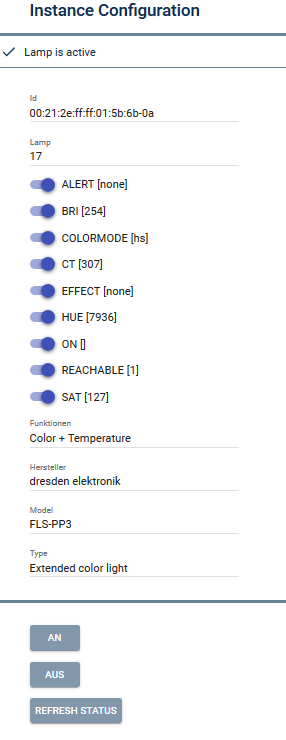 Instance Configuration
Lamp is active
Id
00:21:2e:ff:ff:01:5b:6b-0a
Lamp
17
ALERT [none]
BRI [254]
COLORMODE [hs]
CT [307]
EFFECT [none]
HUE [7936]
ON []
REACHABLE [1]
SAT [127]
Funktionen
Color + Temperature
Hersteller
dresden elektronik
Model
FLS-PP3
Type
Extended color light
AN
AUS
REFRESH STATUS